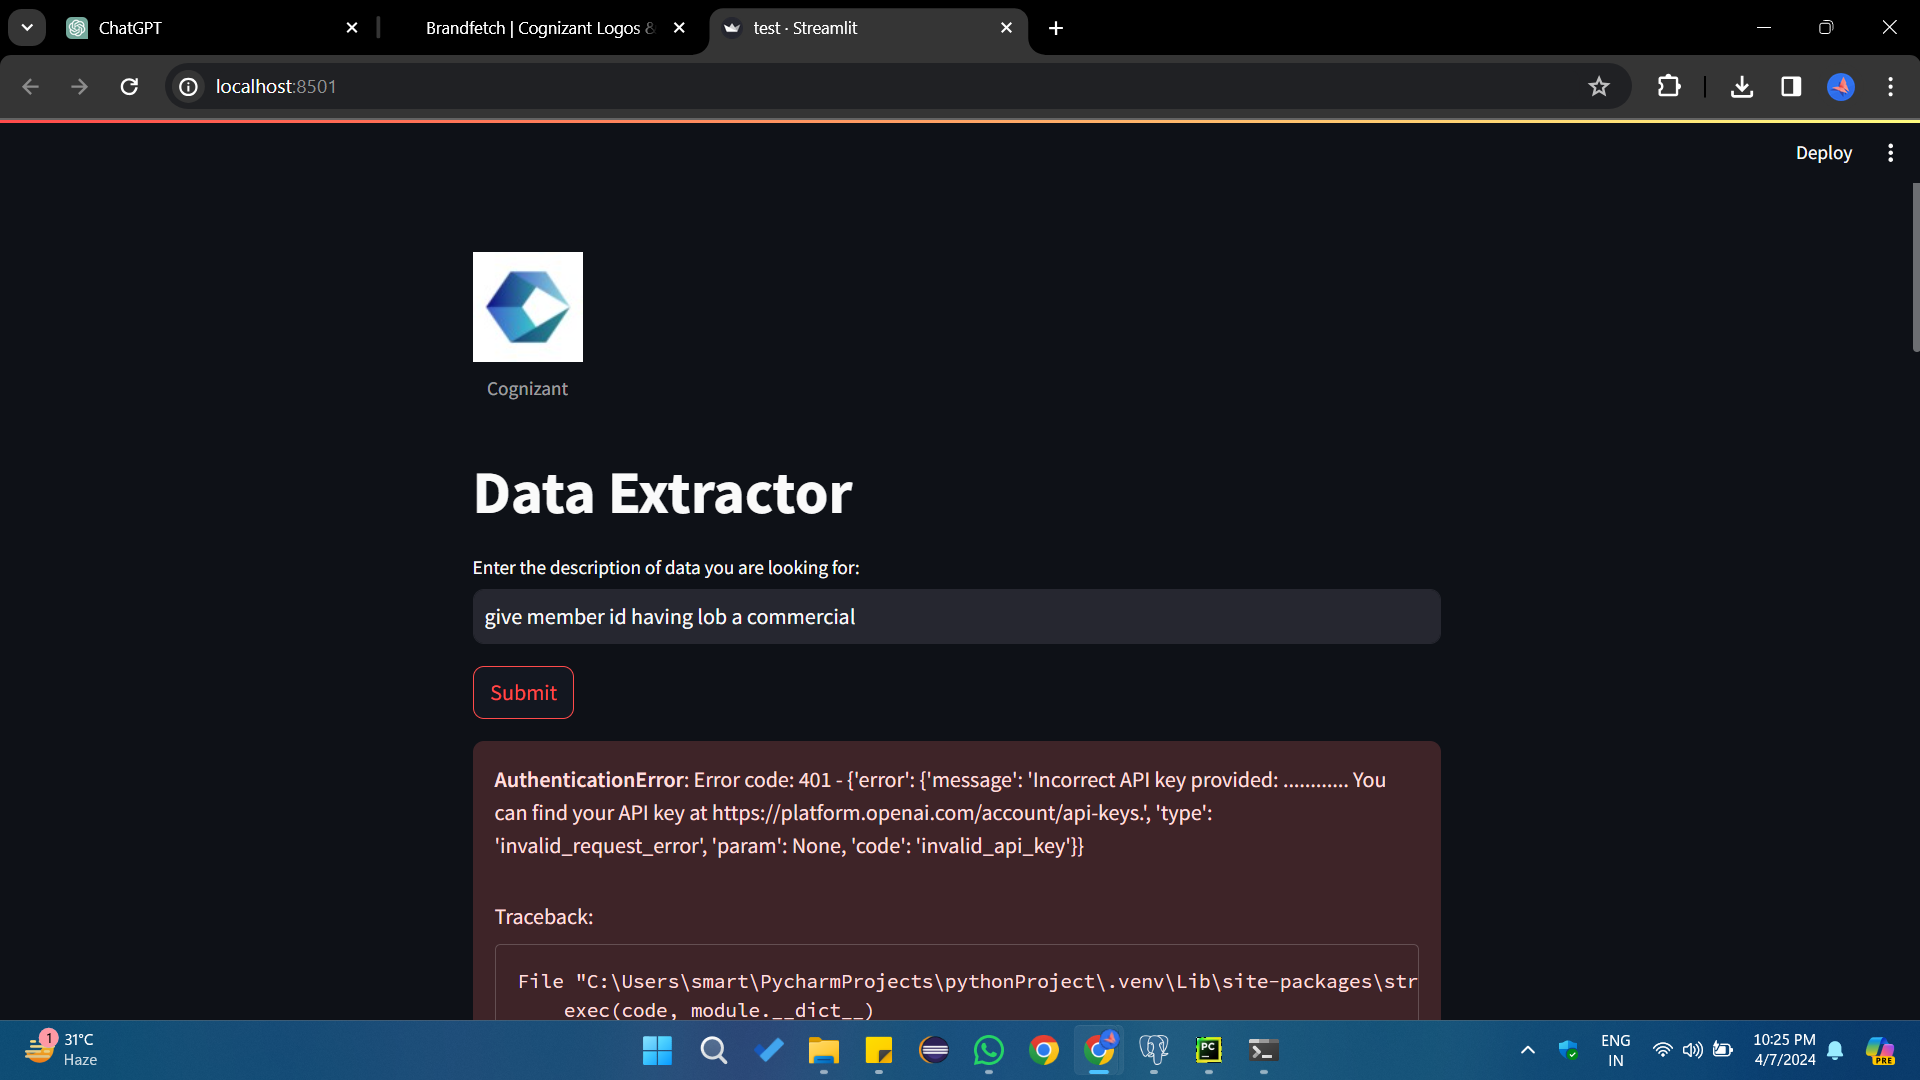 ChatGPT
Brandfetch | Cognizant Logos &
test · Streamlit
localhost:8501
Deploy
Cognizant
Data Extractor
Enter the description of data you are looking for:
give member id having lob a commercial
Submit
AuthenticationError: Error code: 401 - {'error': {'message': 'Incorrect API key provided: ............ You
can find your API key at https://platform.openai.com/account/api-keys.', 'type':
'invalid_request_error', 'param': None, 'code': 'invalid_api_key'}}
Traceback:
File "C:\Users\smart\PycharmProjects\pythonProject\.venv\Lib\site-packages\str
exec(code, module.__dict__)
1
31°C
Haze
PC
ENG
IN
10:25 PM
4/7/2024
PRE